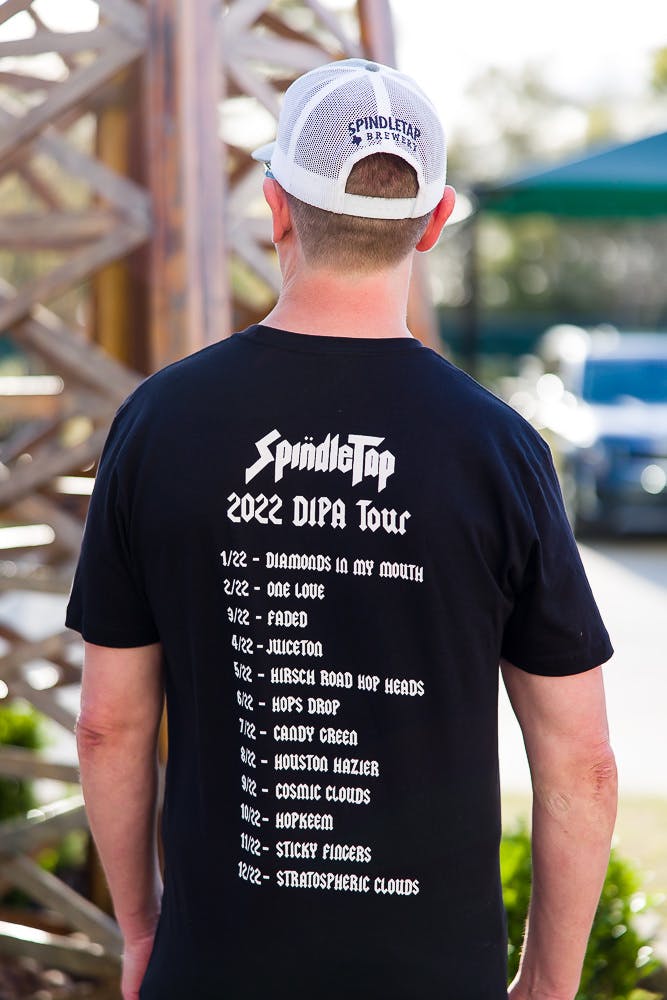 SPINDLETAP
BREWERY
SpindleTap
2022 DIPA Tour
1/22 - DIAMONDS IN MY MOUTH
2/22 - ONE LOVE
3/22 - FADED
4/22 - JUICETON
5/22 - HIRSCH ROAD HOP HEADS
6/22 - HOPS DROP
7/22 - CANDY GREEN
8/22 - HOUSTON HAZIER
9/22 - COSMIC CLOUDS
10/22 - HOPKEEM
11/22 - STICKY FINGERS
12/22 - STRATOSPHERIC CLOUDS